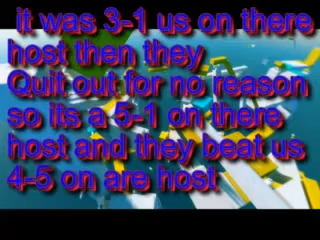 it was 3-1 us on there
host then they
Quit out for no reason
so its a 5-1 on there
host and they beat us
4-5 on are host